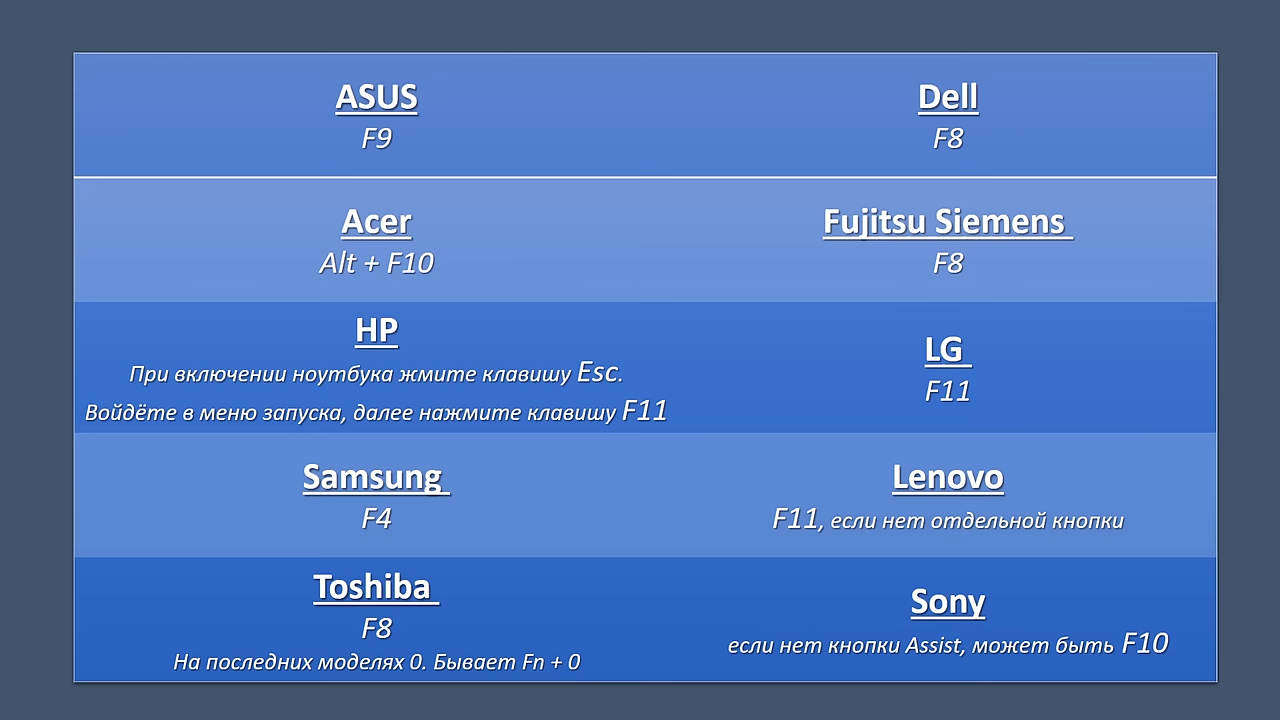 ASUS
F9
Dell
F8
Acer
Alt + F10
Fujitsu Siemens
F8
HP
При включении ноутбука жмите клавишу Esc.
Войдёте в меню запуска, далее нажмите клавишу F11
LG
F11
Samsung
F4
Lenovo
F11, если нет отдельной кнопки
Toshiba
F8
На последних моделях 0. Бывает Fn + 0
Sony
если нет кнопки Assist, может быть F10